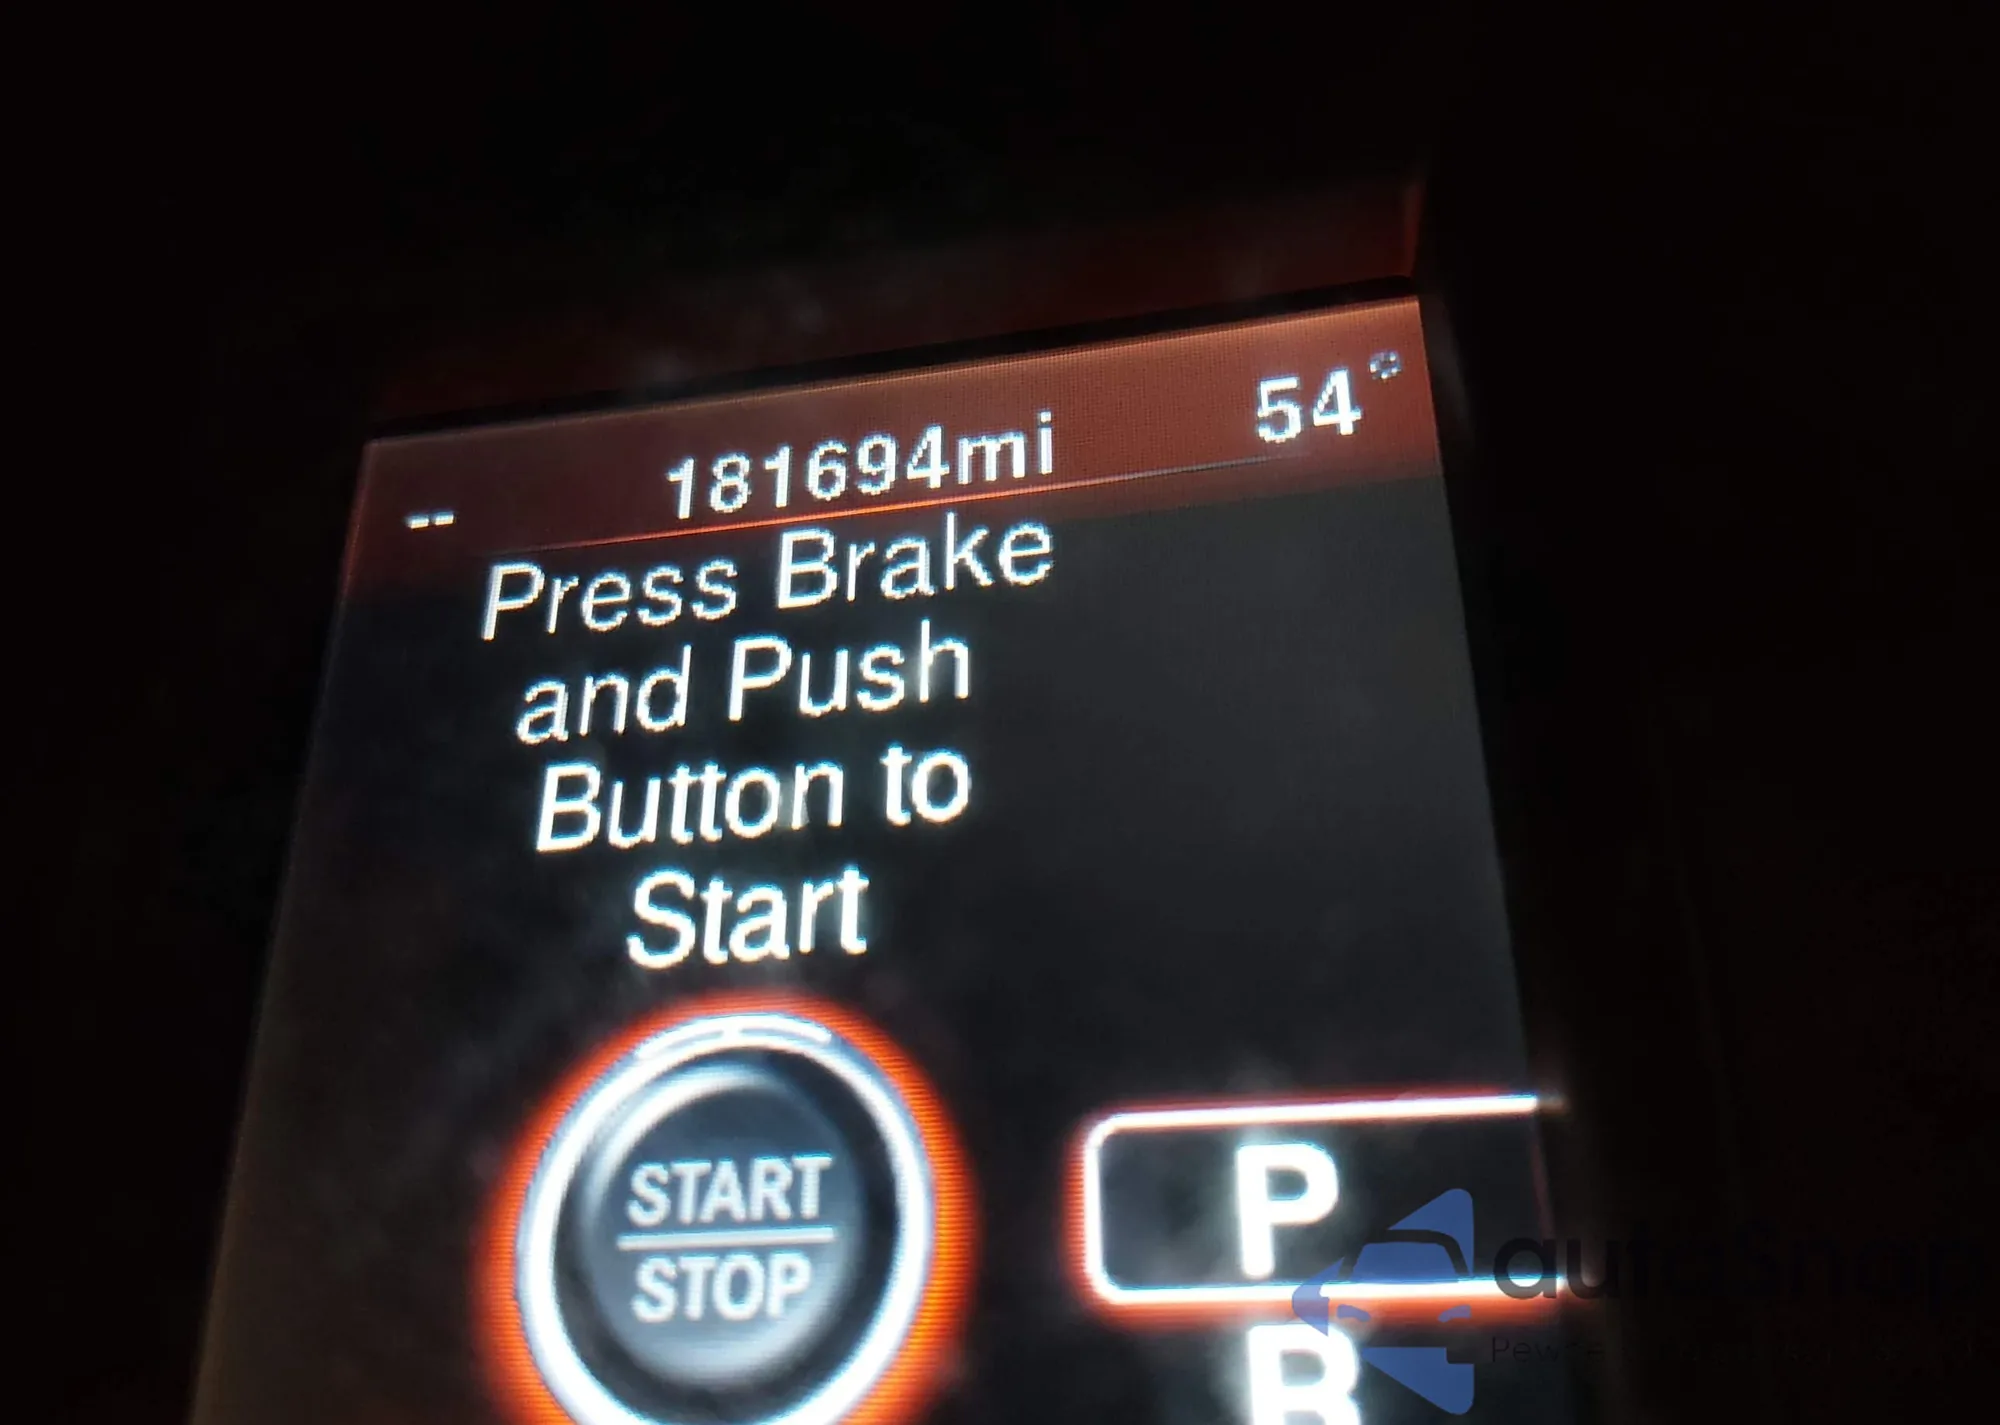 -- 181694mi 54°
Press Brake
and Push
Button to
Start
START
STOP
P